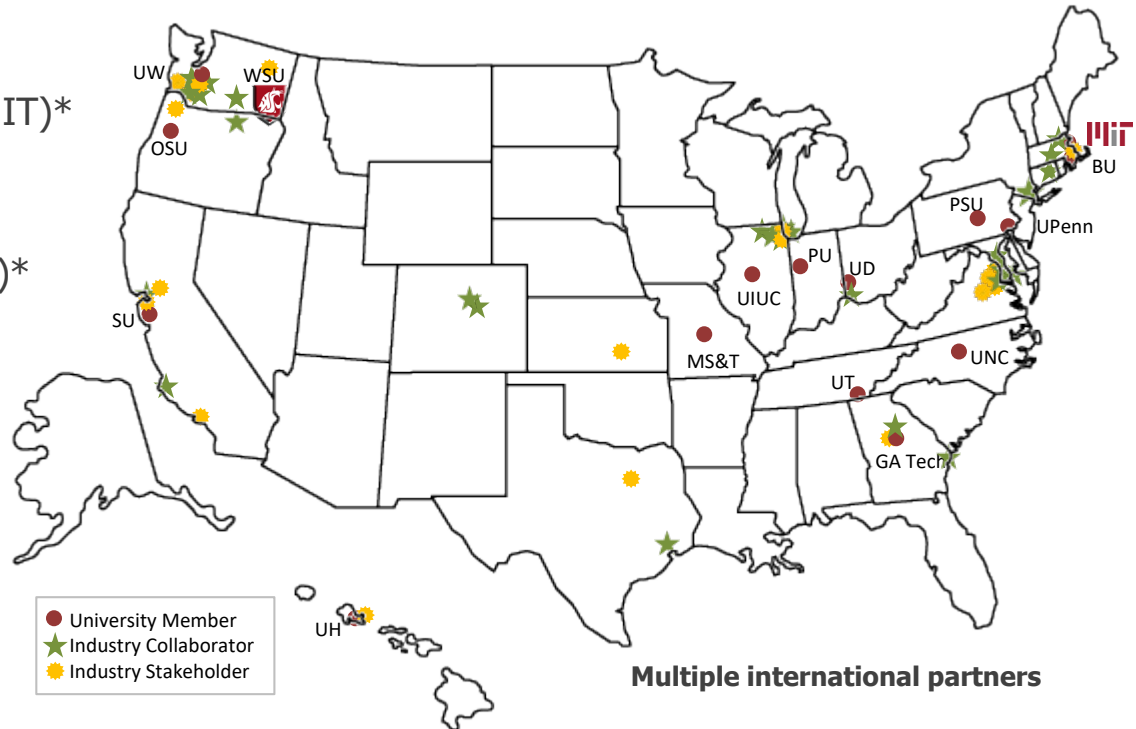 IT)*
)*
UW
WSU
OSU
SU
MIT
BU
PSU
UPenn
PU
UD
UIUC
MS&T
UNC
UT
GA Tech
UH
University Member
Industry Collaborator
Industry Stakeholder
Multiple international partners